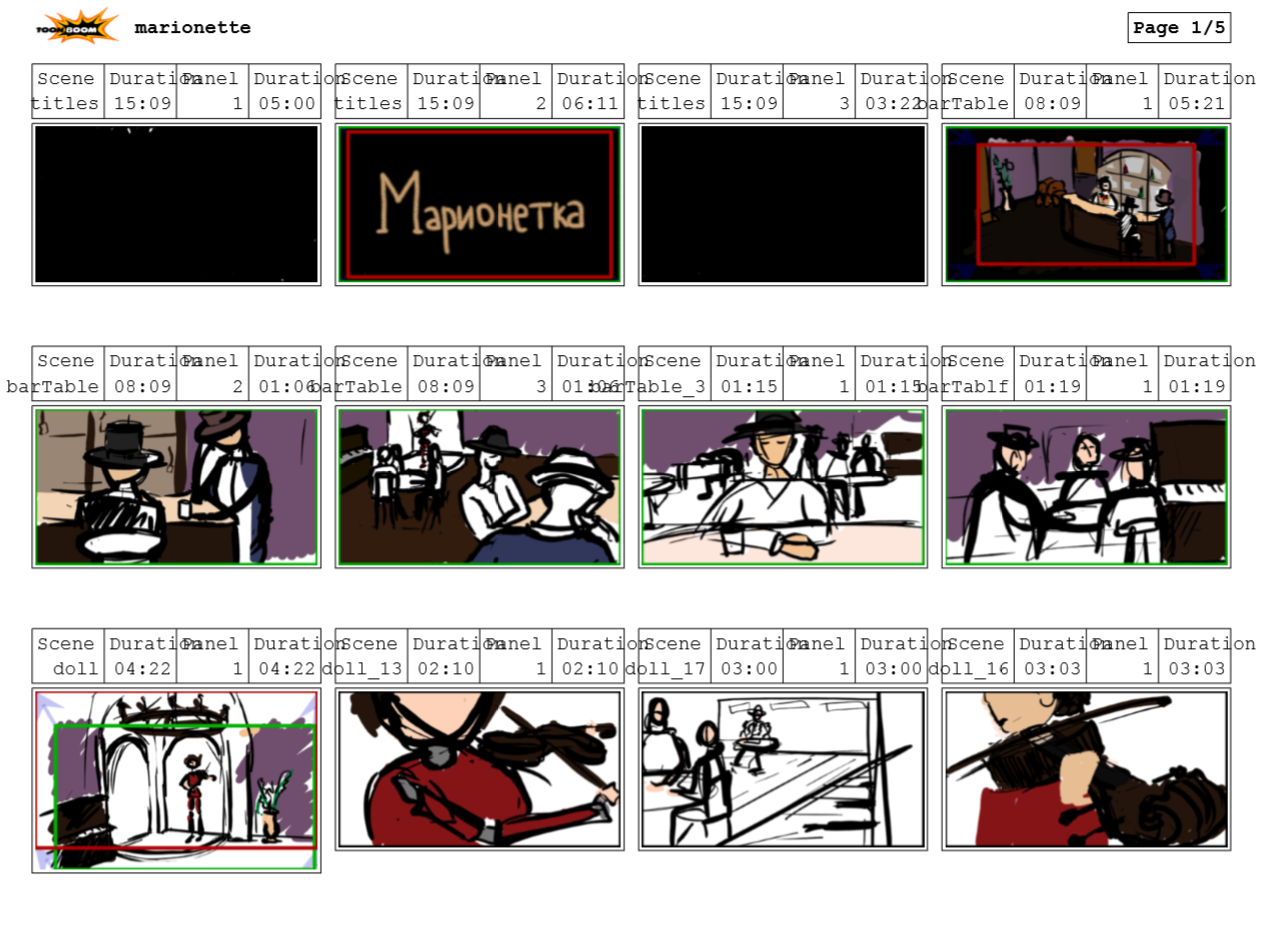 TOON BOOM marionette Page 1/5
Scene Duration Panel Duration Scene Duration Panel Duration Scene Duration Panel Duration Scene Duration Panel Duration
titles 15:09 1 05:00 titles 15:09 2 06:11 titles 15:09 3 03:22 barTable 08:09 1 05:21
Марионетка
Scene Duration Panel Duration Scene Duration Panel Duration Scene Duration Panel Duration Scene Duration Panel Duration
barTable 08:09 2 01:06 barTable 08:09 3 01:06 barTable_3 01:15 1 01:15 barTablf 01:19 1 01:19
Scene Duration Panel Duration Scene Duration Panel Duration Scene Duration Panel Duration Scene Duration Panel Duration
doll 04:22 1 04:22 doll_13 02:10 1 02:10 doll_17 03:00 1 03:00 doll_16 03:03 1 03:03